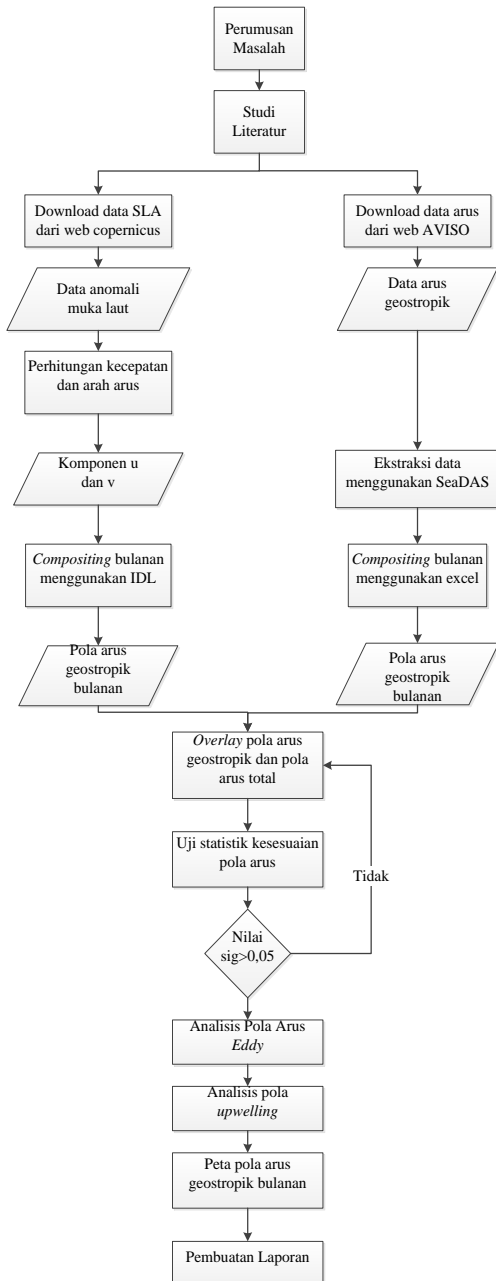 Perumusan
Masalah
Studi
Literatur
Download data SLA
dari web copernicus
Download data arus
dari web AVISO
Data anomali
muka laut
Data arus
geostropik
Perhitungan kecepatan
dan arah arus
Komponen u
dan v
Ekstraksi data
menggunakan SeaDAS
Compositing bulanan
menggunakan IDL
Compositing bulanan
menggunakan excel
Pola arus
geostropik
bulanan
Pola arus
geostropik
bulanan
Overlay pola arus
geostropik dan pola
arus total
Uji statistik kesesuaian
pola arus
Tidak
Nilai
sig>0,05
Analisis Pola Arus
Eddy
Analisis pola
upwelling
Peta pola arus
geostropik bulanan
Pembuatan Laporan